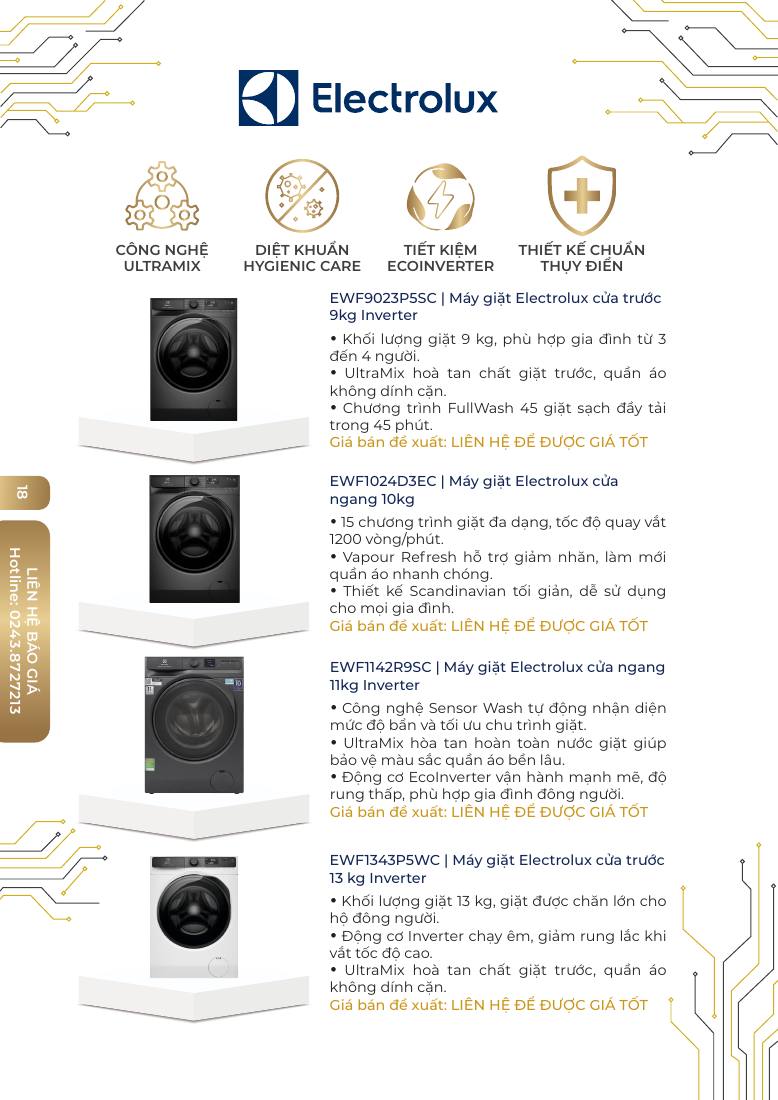 Electrolux
CÔNG NGHỆ
ULTRAMIX
DIỆT KHUẨN
HYGIENIC CARE
TIẾT KIỆM
ECOINVERTER
THIẾT KẾ CHUẨN
THỤY ĐIỂN
EWF9023P5SC | Máy giặt Electrolux cửa trước
9kg Inverter
• Khối lượng giặt 9 kg, phù hợp gia đình từ 3
đến 4 người.
• UltraMix hoà tan chất giặt trước, quần áo
không dính cặn.
• Chương trình FullWash 45 giặt sạch đầy tải
trong 45 phút.
Giá bán đề xuất: LIÊN HỆ ĐỂ ĐƯỢC GIÁ TỐT
EWF1024D3EC | Máy giặt Electrolux cửa
ngang 10kg
• 15 chương trình giặt đa dạng, tốc độ quay vắt
1200 vòng/phút.
• Vapour Refresh hỗ trợ giảm nhăn, làm mới
quần áo nhanh chóng.
• Thiết kế Scandinavian tối giản, dễ sử dụng
cho mọi gia đình.
Giá bán đề xuất: LIÊN HỆ ĐỂ ĐƯỢC GIÁ TỐT
18
LIÊN HỆ BÁO GIÁ
Hotline: 0243.8727213
EWF1142R9SC | Máy giặt Electrolux cửa ngang
11kg Inverter
• Công nghệ Sensor Wash tự động nhận diện
mức độ bẩn và tối ưu chu trình giặt.
• UltraMix hòa tan hoàn toàn nước giặt giúp
bảo vệ màu sắc quần áo bền lâu.
• Động cơ EcoInverter vận hành mạnh mẽ, độ
rung thấp, phù hợp gia đình đông người.
Giá bán đề xuất: LIÊN HỆ ĐỂ ĐƯỢC GIÁ TỐT
EWF1343P5WC | Máy giặt Electrolux cửa trước
13 kg Inverter
• Khối lượng giặt 13 kg, giặt được chăn lớn cho
hộ đông người.
• Động cơ Inverter chạy êm, giảm rung lắc khi
vắt tốc độ cao.
• UltraMix hoà tan chất giặt trước, quần áo
không dính cặn.
Giá bán đề xuất: LIÊN HỆ ĐỂ ĐƯỢC GIÁ TỐT